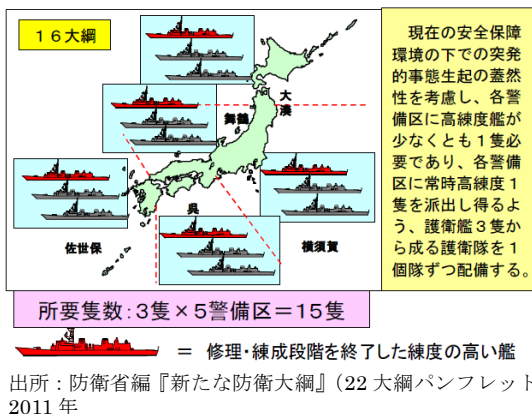 16大綱
大湊
舞鶴
呉
佐世保
横須賀
現在の安全保障
環境の下での突発
的事態生起の蓋然
性を考慮し、各警
備区に高練度艦が
少なくとも1隻必
要であり、各警備
区に常時高練度1
隻を派出し得るよ
う、護衛艦3隻か
ら成る護衛隊を1
個隊ずつ配備する。
所要隻数:3隻×5警備区=15隻
= 修理・練成段階を終了した練度の高い艦
出所:防衛省編『新たな防衛大綱』(22 大綱パンフレット
2011 年